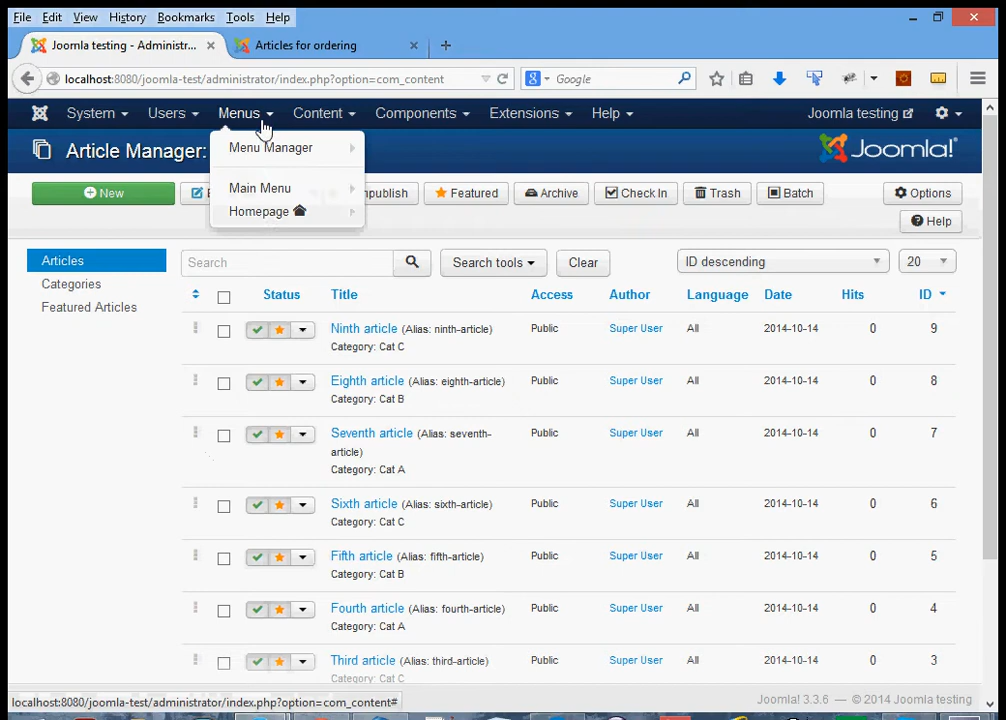 File Edit View History Bookmarks Tools Help
Joomla testing - Administr... × Articles for ordering × +
localhost:8080/joomla-test/administrator/index.php?option=com_content Google
System Users Menus Content Components Extensions Help Joomla testing
Article Manager: Joomla!
Menu Manager
Main Menu
Homepage
New publish Featured Archive Check In Trash Batch Options
Help
Articles
Categories
Featured Articles
Search Search tools Clear ID descending 20
Status Title Access Author Language Date Hits ID
Ninth article (Alias: ninth-article) Public Super User All 2014-10-14 0 9
Category: Cat C
Eighth article (Alias: eighth-article) Public Super User All 2014-10-14 0 8
Category: Cat B
Seventh article (Alias: seventh- Public Super User All 2014-10-14 0 7
article)
Category: Cat A
Sixth article (Alias: sixth-article) Public Super User All 2014-10-14 0 6
Category: Cat C
Fifth article (Alias: fifth-article) Public Super User All 2014-10-14 0 5
Category: Cat B
Fourth article (Alias: fourth-article) Public Super User All 2014-10-14 0 4
Category: Cat A
Third article (Alias: third-article) Public Super User All 2014-10-14 0 3
Category: Cat C
localhost:8080/joomla-test/administrator/index.php?option=com_content#
Joomla! 3.3.6 — © 2014 Joomla testing